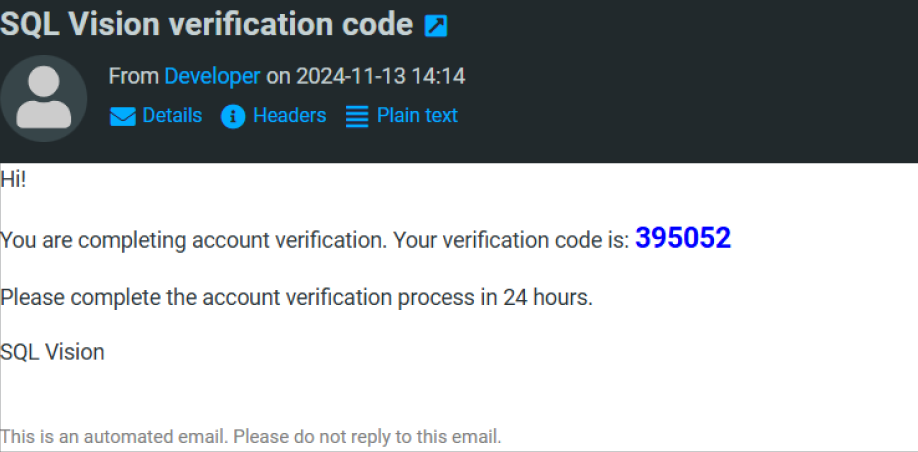 SQL Vision verification code
From Developer on 2024-11-13 14:14
Details Headers Plain text
Hi!
You are completing account verification. Your verification code is: 395052
Please complete the account verification process in 24 hours.
SQL Vision
This is an automated email. Please do not reply to this email.